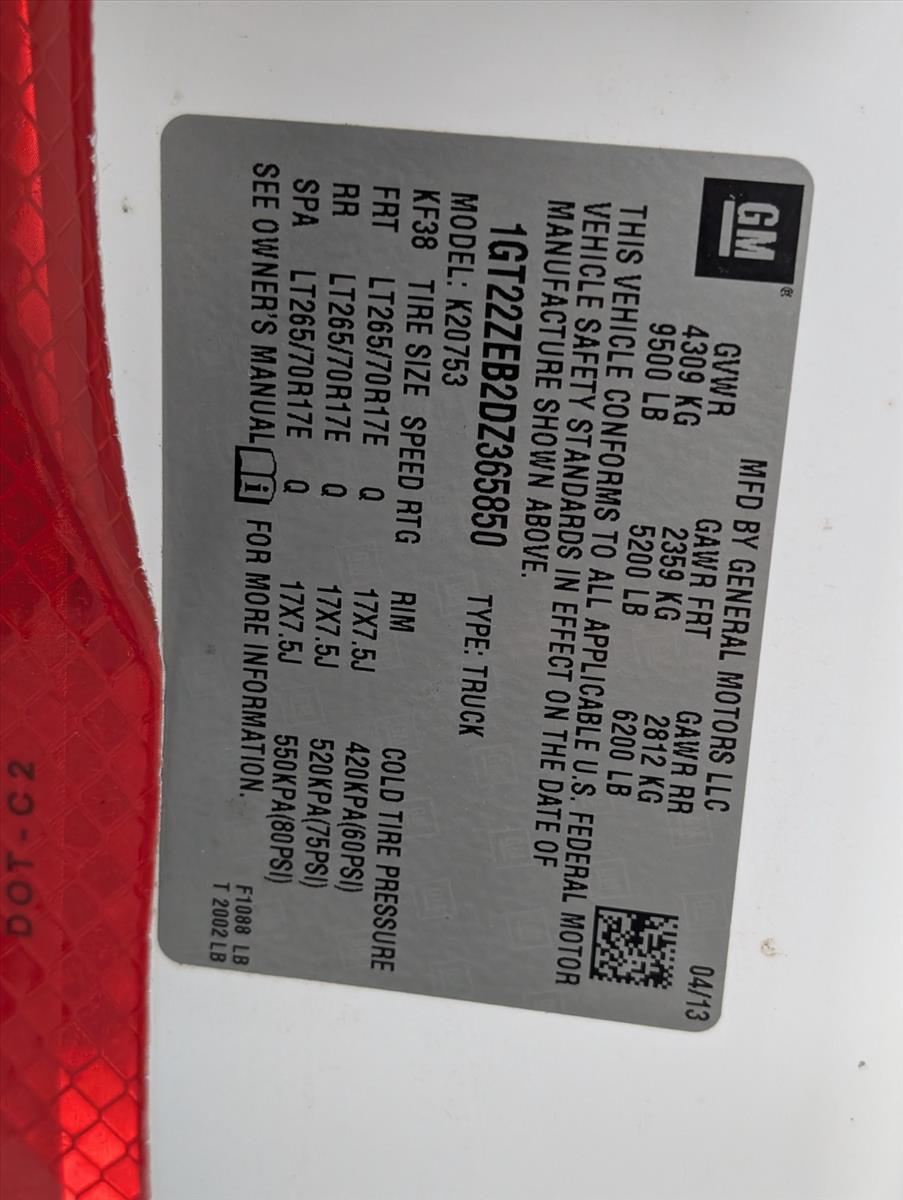 GM®
MFD BY GENERAL MOTORS LLC 04/13
GVWR GAWR FRT GAWR RR
4309 KG 2359 KG 2812 KG
9500 LB 5200 LB 6200 LB
THIS VEHICLE CONFORMS TO ALL APPLICABLE U.S. FEDERAL MOTOR
VEHICLE SAFETY STANDARDS IN EFFECT ON THE DATE OF
MANUFACTURE SHOWN ABOVE.
1GT22ZEB2DZ365850 TYPE: TRUCK
MODEL: K20753
KF38 TIRE SIZE SPEED RTG RIM COLD TIRE PRESSURE
FRT LT265/70R17E Q 17X7.5J 420KPA(60PSI)
RR LT265/70R17E Q 17X7.5J 520KPA(75PSI)
SPA LT265/70R17E Q 17X7.5J 550KPA(80PSI)
SEE OWNER'S MANUAL i FOR MORE INFORMATION.
F1088 LB
T 2002 LB
DOT-C2